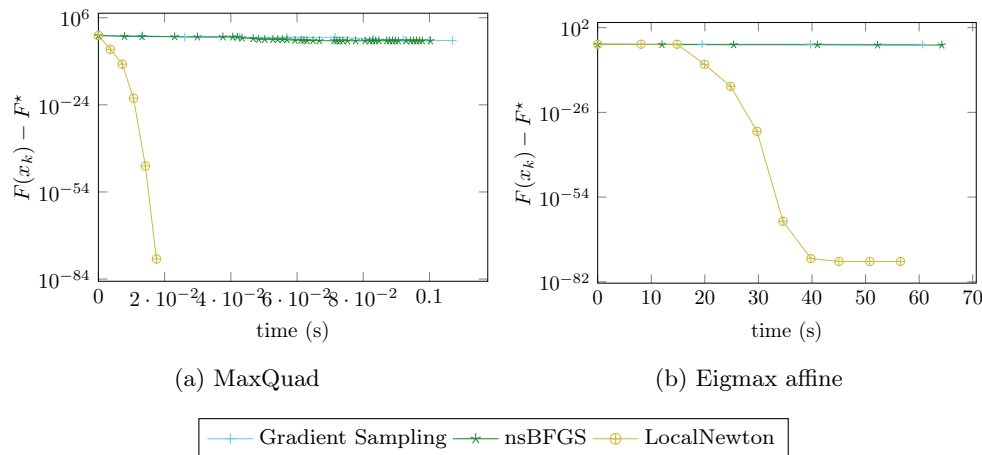 10^6
10^−24
10^−54
10^−84
F(x_k) − F^⋆
0 2·10^−2 4·10^−2 6·10^−2 8·10^−2 0.1
time (s)
(a) MaxQuad
10^2
10^−26
10^−54
10^−82
F(x_k) − F^⋆
0 10 20 30 40 50 60 70
time (s)
(b) Eigmax affine
Gradient Sampling nsBFGS LocalNewton